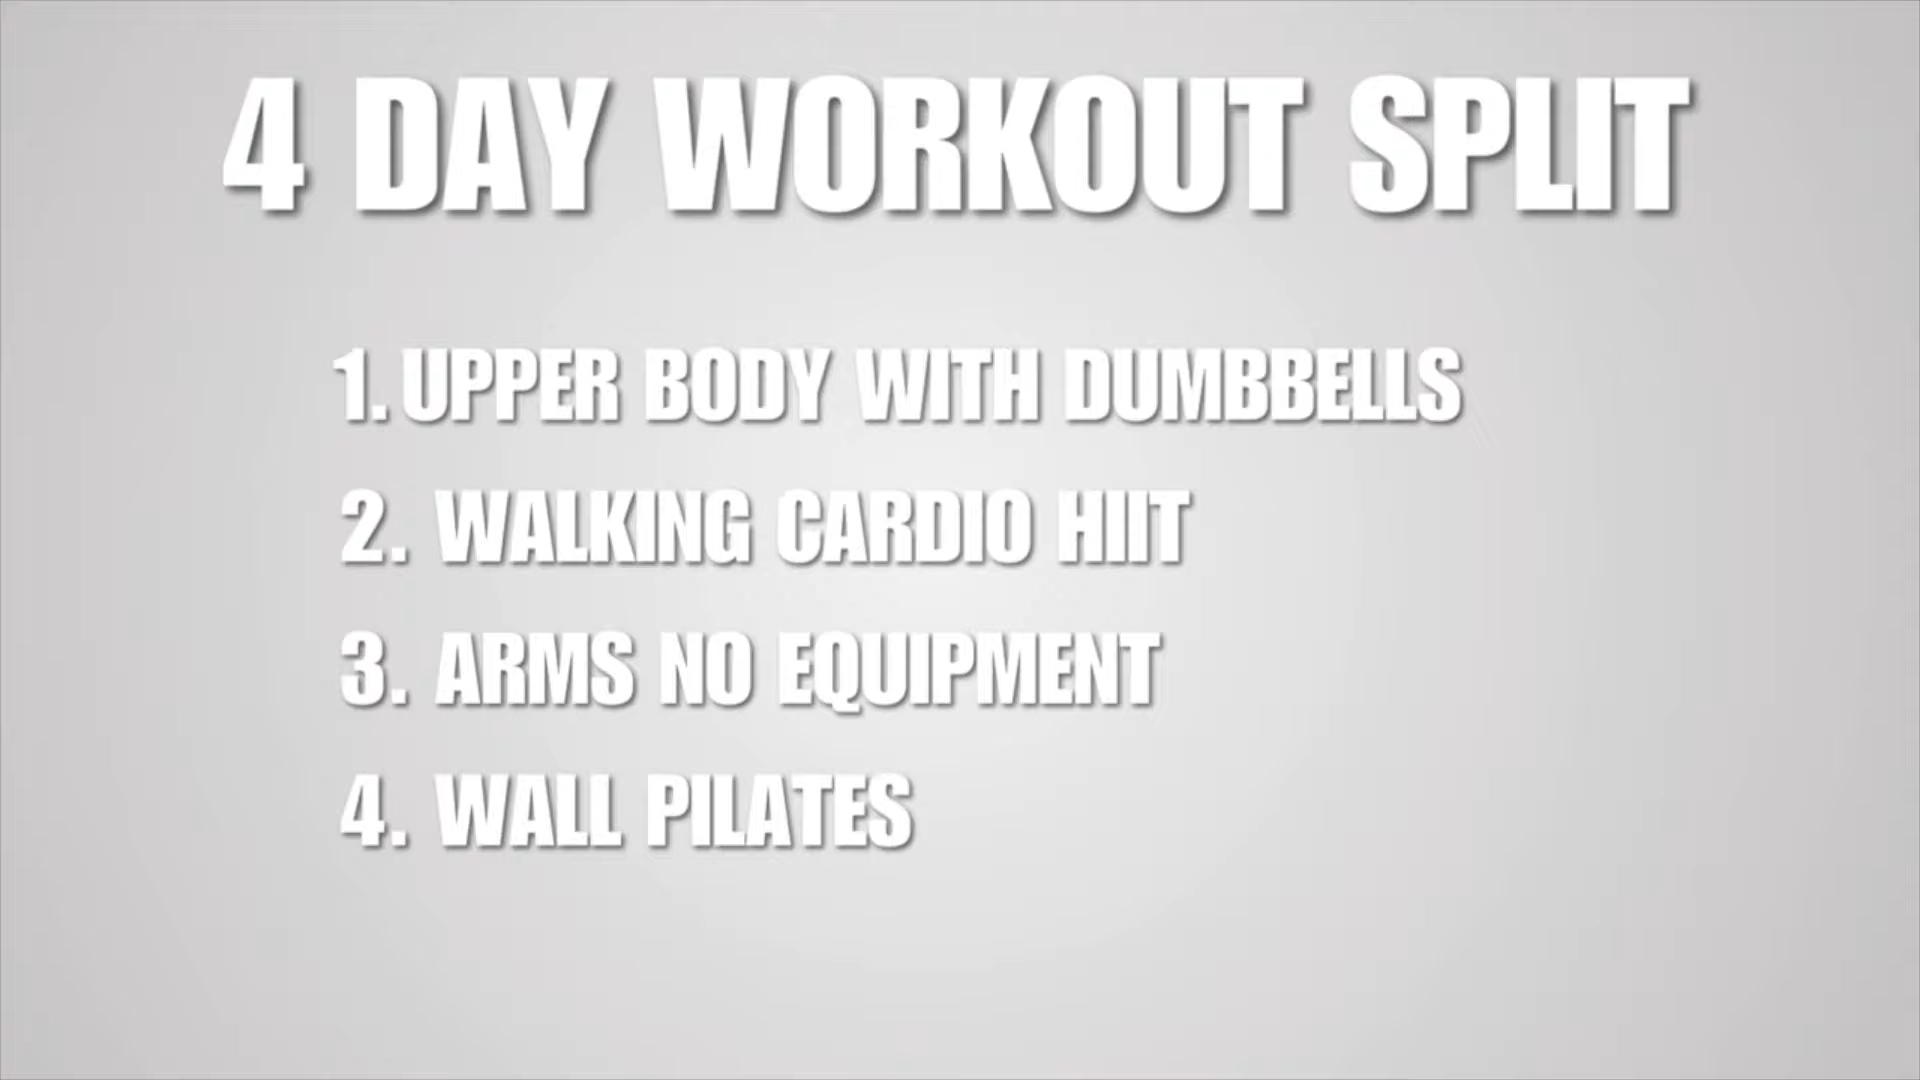 4 DAY WORKOUT SPLIT
1. UPPER BODY WITH DUMBBELLS
2. WALKING CARDIO HIIT
3. ARMS NO EQUIPMENT
4. WALL PILATES